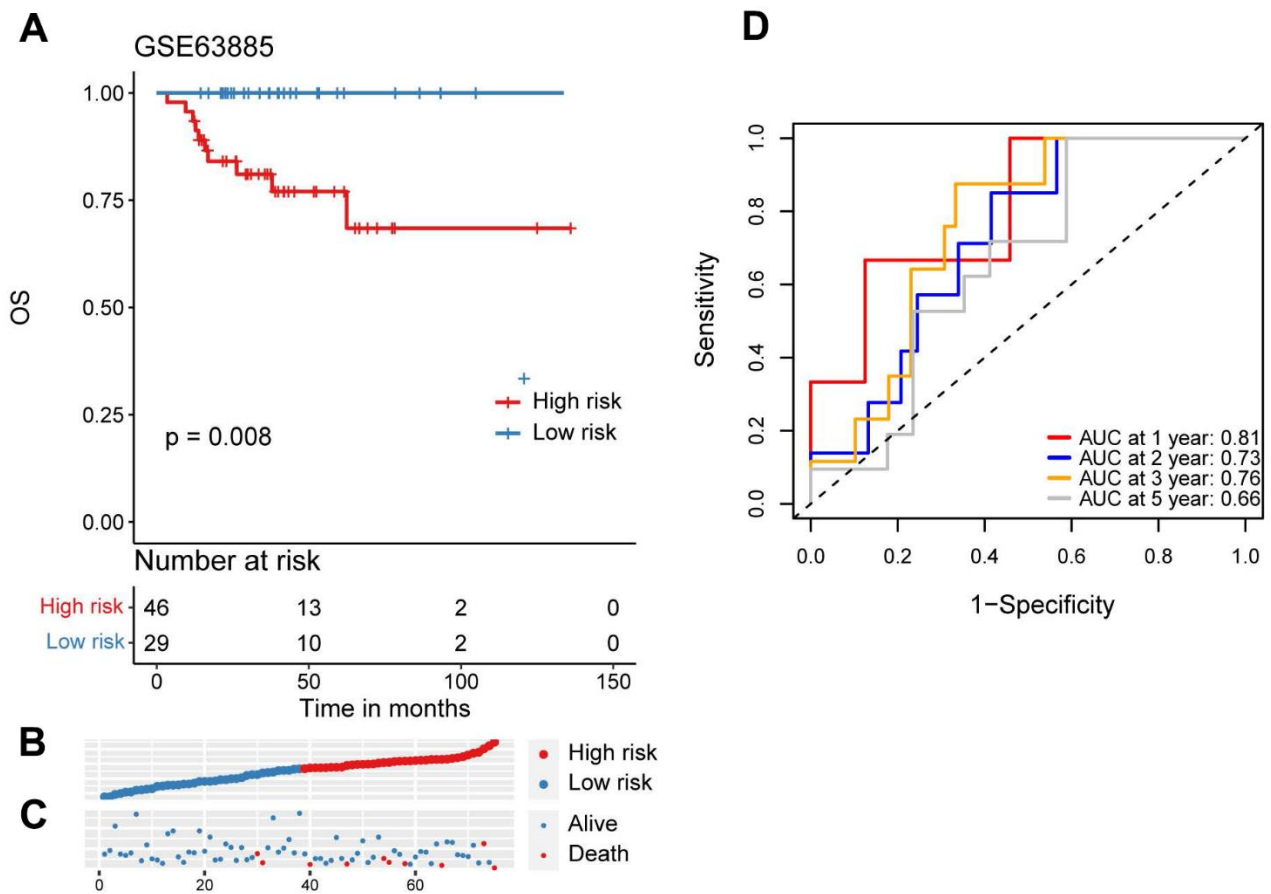 A
GSE63885
1.00
0.75
0.50
0.25
0.00
OS
p = 0.008
High risk
Low risk
Number at risk
High risk 46 13 2 0
Low risk 29 10 2 0
0 50 100 150
Time in months
B
High risk
Low risk
C
Alive
Death
0 20 40 60
D
1.0
0.8
0.6
0.4
0.2
0.0
Sensitivity
AUC at 1 year: 0.81
AUC at 2 year: 0.73
AUC at 3 year: 0.76
AUC at 5 year: 0.66
0.0 0.2 0.4 0.6 0.8 1.0
1−Specificity